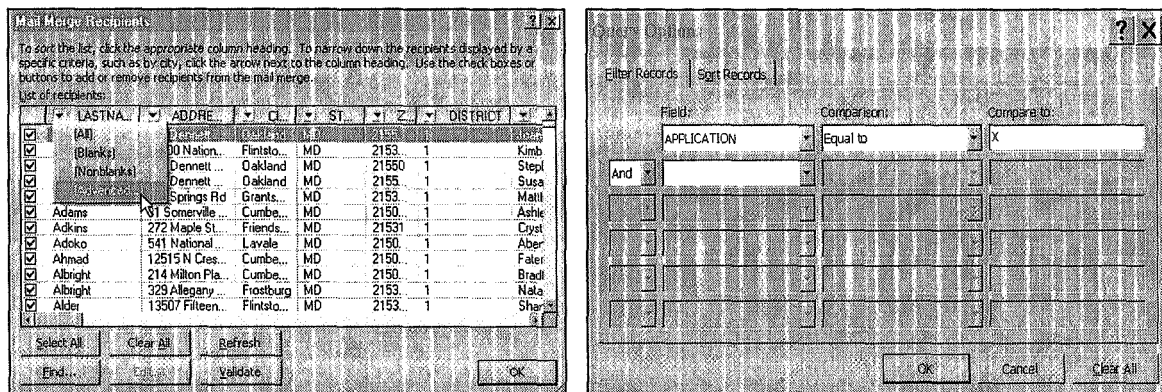 Mail Merge Recipients
To sort the list, click the appropriate column heading. To narrow down the recipients displayed by a
specific criteria, such as by city, click the arrow next to the column heading. Use the check boxes or
buttons to add or remove recipients from the mail merge.
List of recipients:
LASTNA... ADDRE... CI... ST... Z... DISTRICT
(All) Dennett Oakland MD 2155 1
(Blanks) 00 Nation... Flintsto... MD 2153... 1 Kimb
(Nonblanks) Dennett ... Oakland MD 21550 1 Stepl
(Advanced...) Dennett ... Oakland MD 2155... 1 Susa
Springs Rd Grants... MD 2153... 1 Matth
Adams 31 Somerville ... Cumbe... MD 2150... 1 Ashle
Adkins 272 Maple St... Friends... MD 21531 1 Cryst
Adoko 541 National... Lavale MD 2150... 1 Aber
Ahmad 12515 N Cres... Cumbe... MD 2150... 1 Fater
Albright 214 Milton Pla... Cumbe... MD 2150... 1 Bradl
Albright 329 Allegany ... Frostburg MD 2153... 1 Nata
Alder 13507 Fifteen... Flintsto... MD 2153... 1 Shar
Select All Clear All Refresh
Find... Edit... Validate OK
Query Options
Filter Records Sort Records
Field: Comparison: Compare to:
APPLICATION Equal to X
And
OK Cancel Clear All